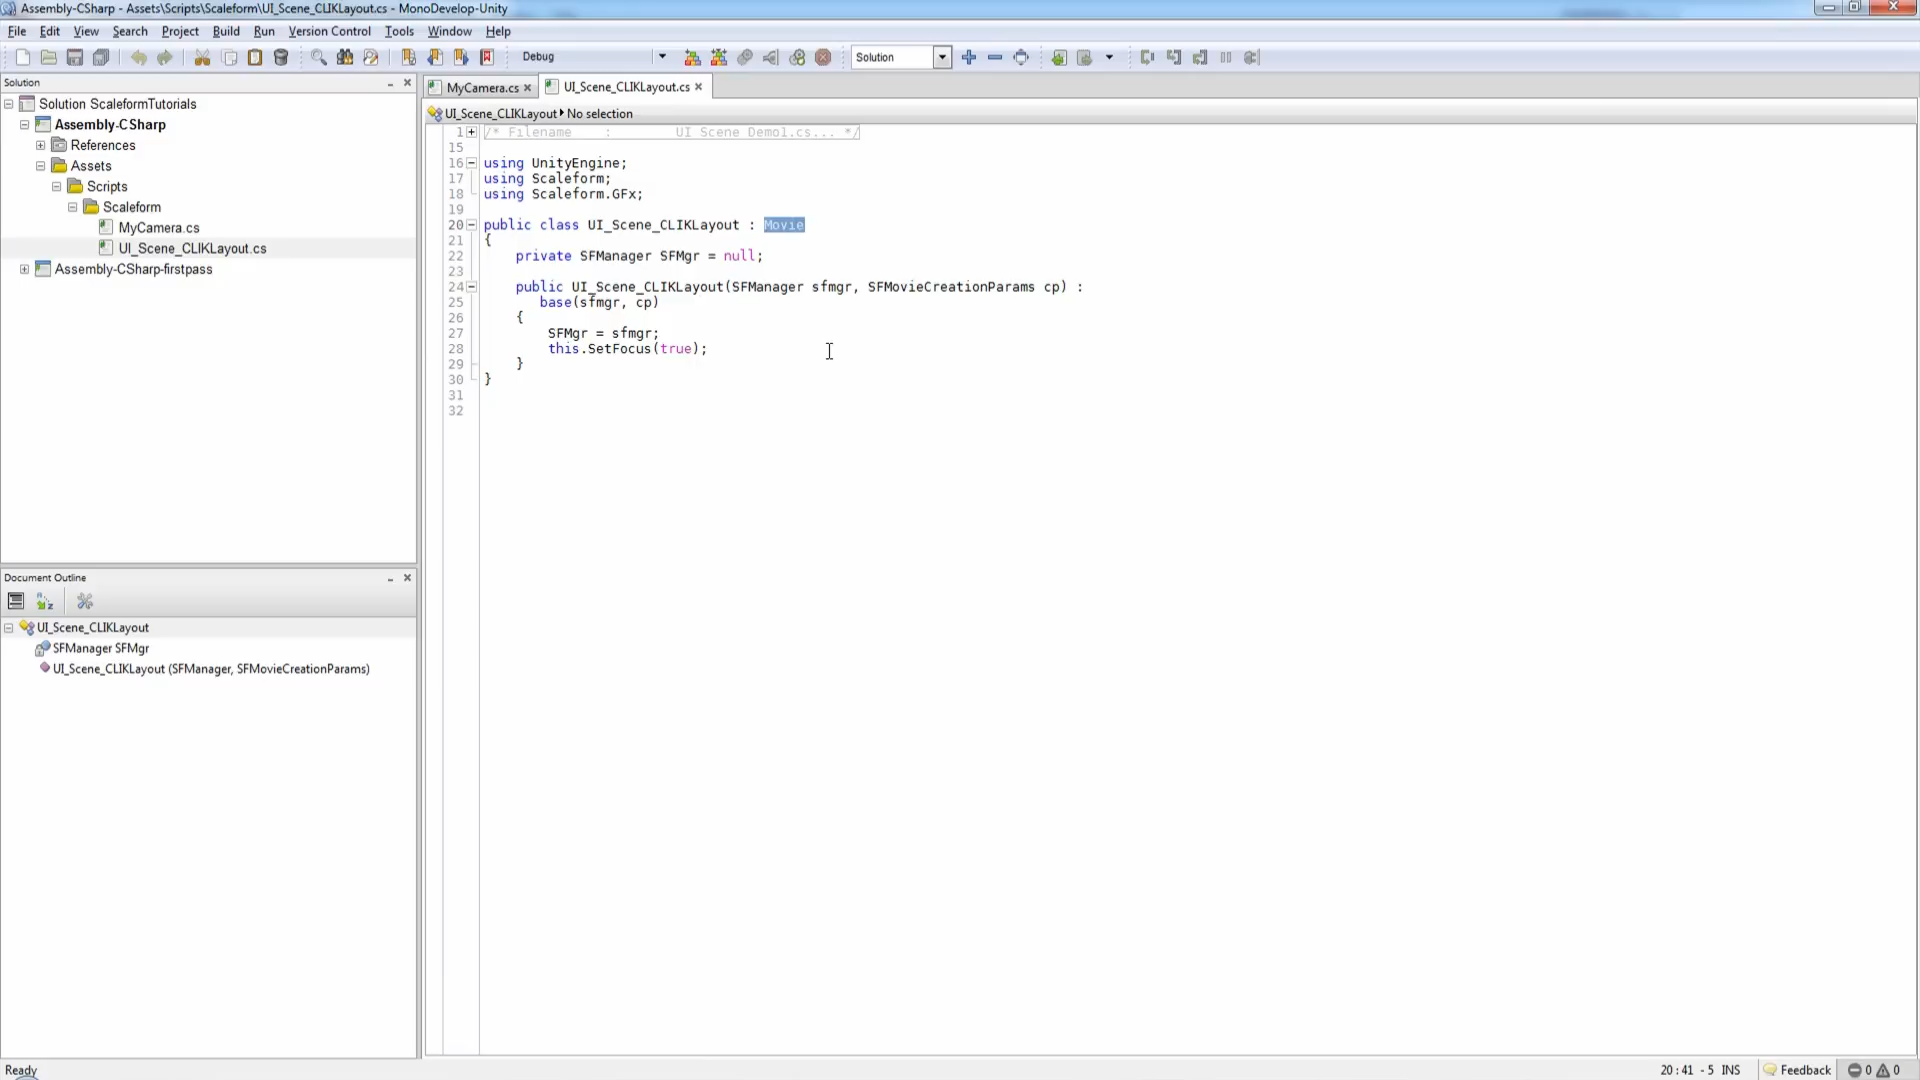 Assembly-CSharp - Assets\Scripts\Scaleform\UI_Scene_CLIKLayout.cs - MonoDevelop-Unity
File Edit View Search Project Build Run Version Control Tools Window Help
Debug Solution
Solution
Solution ScaleformTutorials
Assembly-CSharp
References
Assets
Scripts
Scaleform
MyCamera.cs
UI_Scene_CLIKLayout.cs
Assembly-CSharp-firstpass
Document Outline
UI_Scene_CLIKLayout
SFManager SFMgr
UI_Scene_CLIKLayout (SFManager, SFMovieCreationParams)
MyCamera.cs UI_Scene_CLIKLayout.cs
UI_Scene_CLIKLayout No selection
1 /* Filename : UI Scene Demo1.cs... */
15
16 using UnityEngine;
17 using Scaleform;
18 using Scaleform.GFx;
19
20 public class UI_Scene_CLIKLayout : Movie
21 {
22 private SFManager SFMgr = null;
23
24 public UI_Scene_CLIKLayout(SFManager sfmgr, SFMovieCreationParams cp) :
25 base(sfmgr, cp)
26 {
27 SFMgr = sfmgr;
28 this.SetFocus(true);
29 }
30 }
31
32
Ready 20 : 41 - 5 INS Feedback 0 0